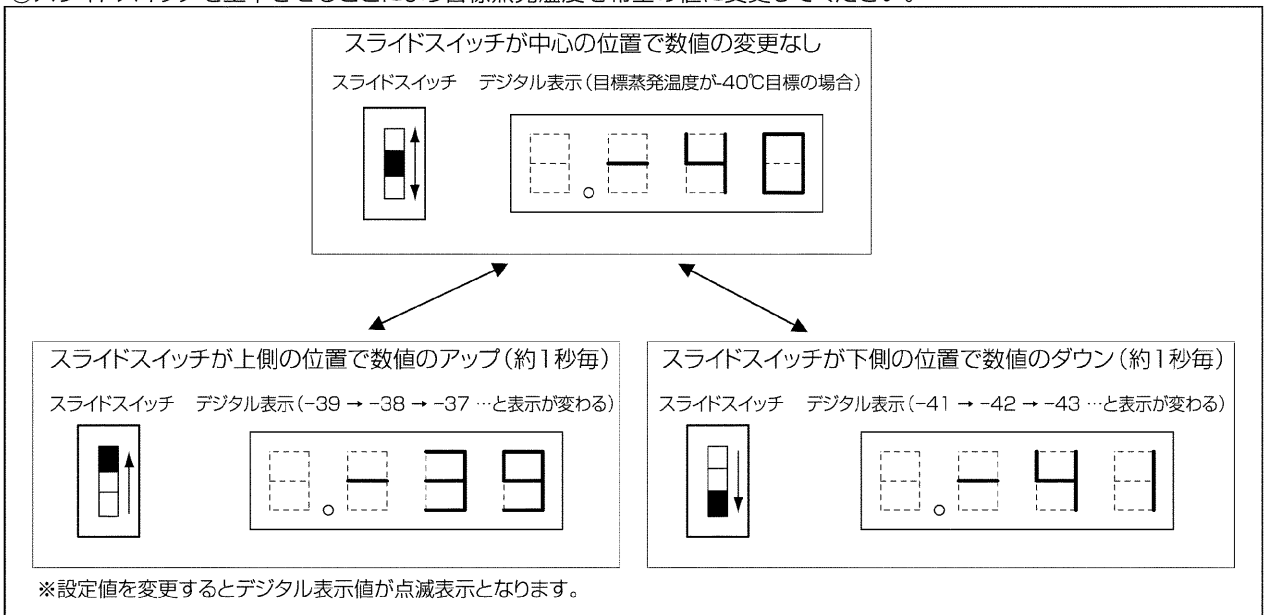 スライドスイッチが中心の位置で数値の変更なし
スライドスイッチ デジタル表示(目標蒸発温度が-40℃目標の場合)
-40
スライドスイッチが上側の位置で数値のアップ(約1秒毎)
スライドスイッチ デジタル表示(-39 → -38 → -37 …と表示が変わる)
-39
スライドスイッチが下側の位置で数値のダウン(約1秒毎)
スライドスイッチ デジタル表示(-41 → -42 → -43 …と表示が変わる)
-41
※設定値を変更するとデジタル表示値が点滅表示となります。